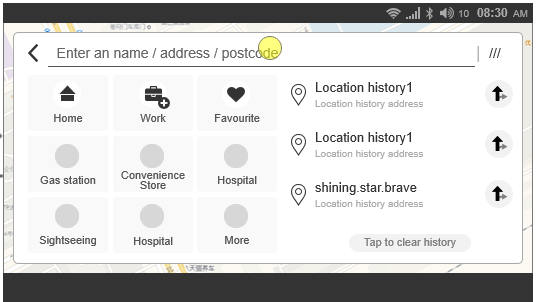 10 08:30 AM
Enter an name / address / postcode
///
Home
Work
Favourite
Gas station
Convenience
Store
Hospital
Sightseeing
Hospital
More
Location history1
Location history address
Location history1
Location history address
shining.star.brave
Location history address
Tap to clear history